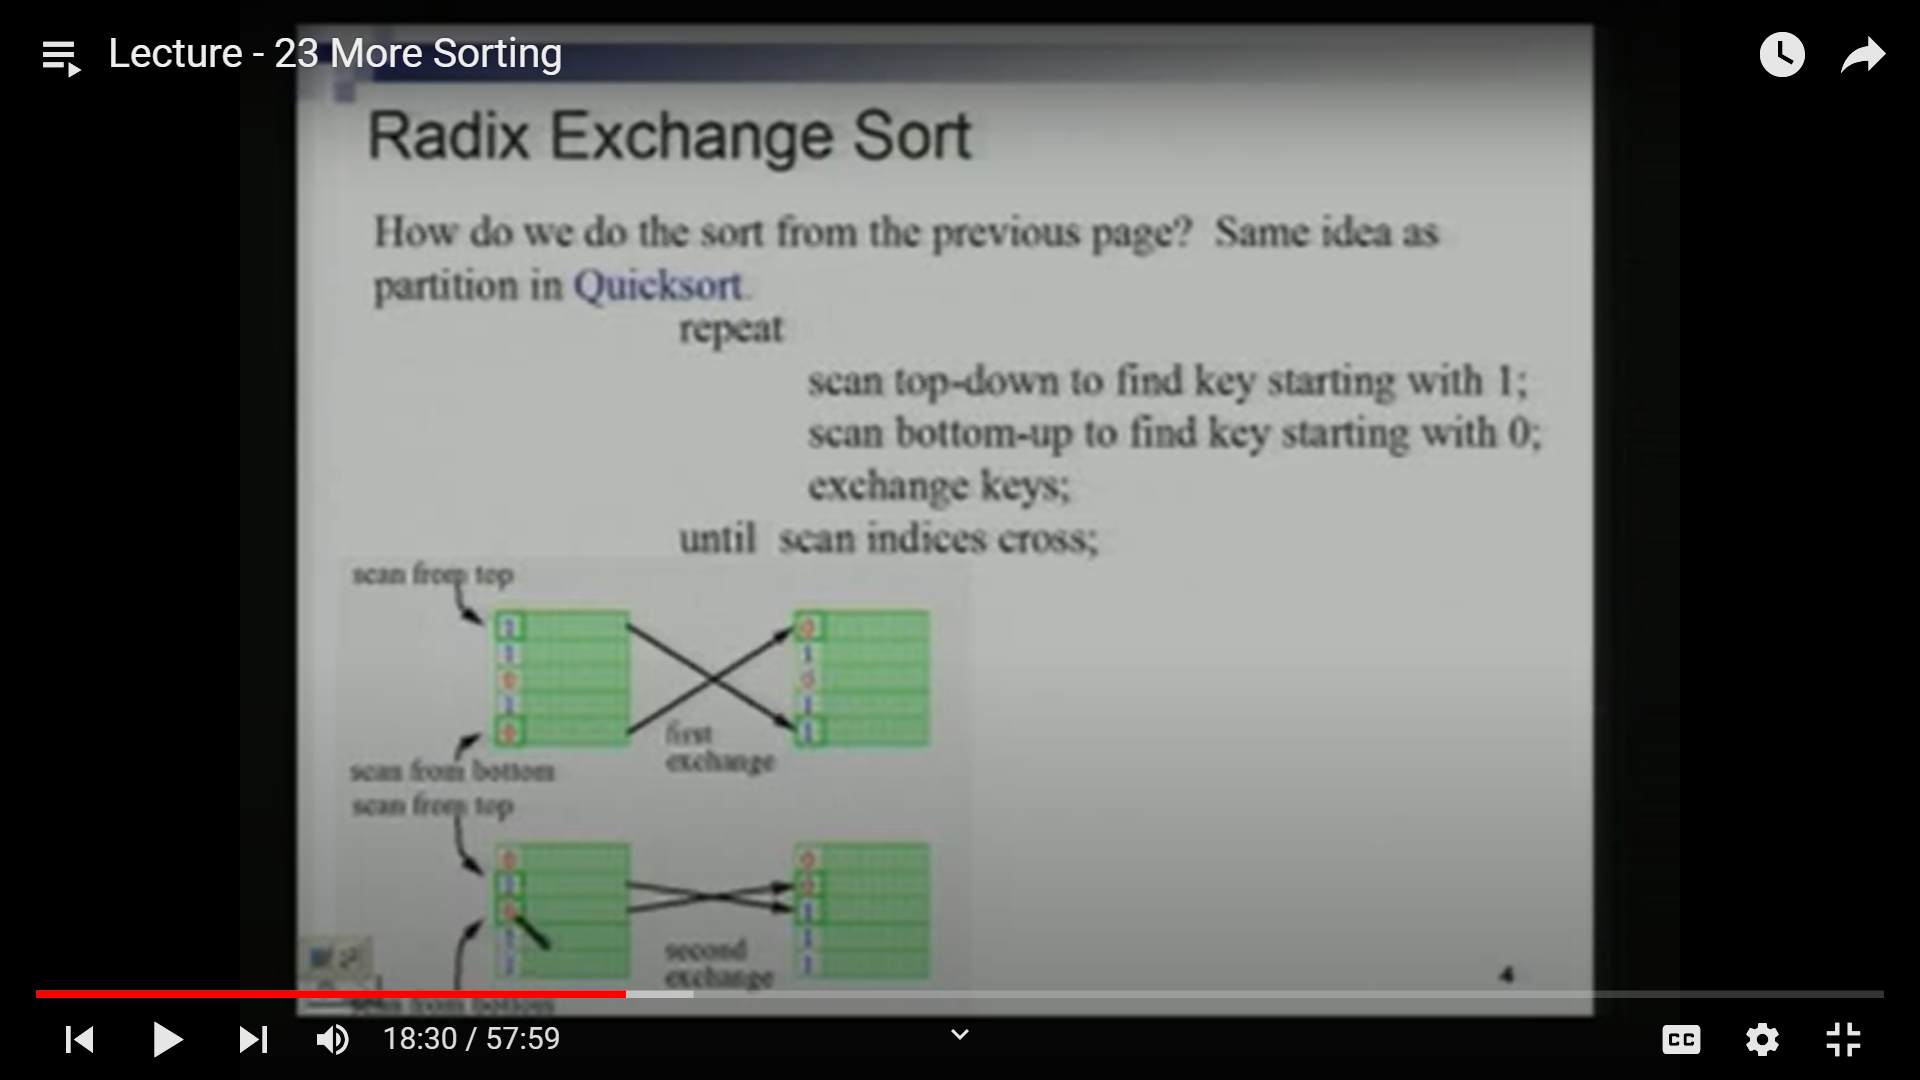 Lecture - 23 More Sorting
Radix Exchange Sort
How do we do the sort from the previous page? Same idea as
partition in Quicksort.
repeat
scan top-down to find key starting with 1;
scan bottom-up to find key starting with 0;
exchange keys;
until scan indices cross;
scan from top
1
1
0
1
0
0
1
0
1
1
first
exchange
scan from bottom
scan from top
0
1
0
1
1
0
0
1
1
1
second
exchange
scan from bottom
4
18:30 / 57:59
CC